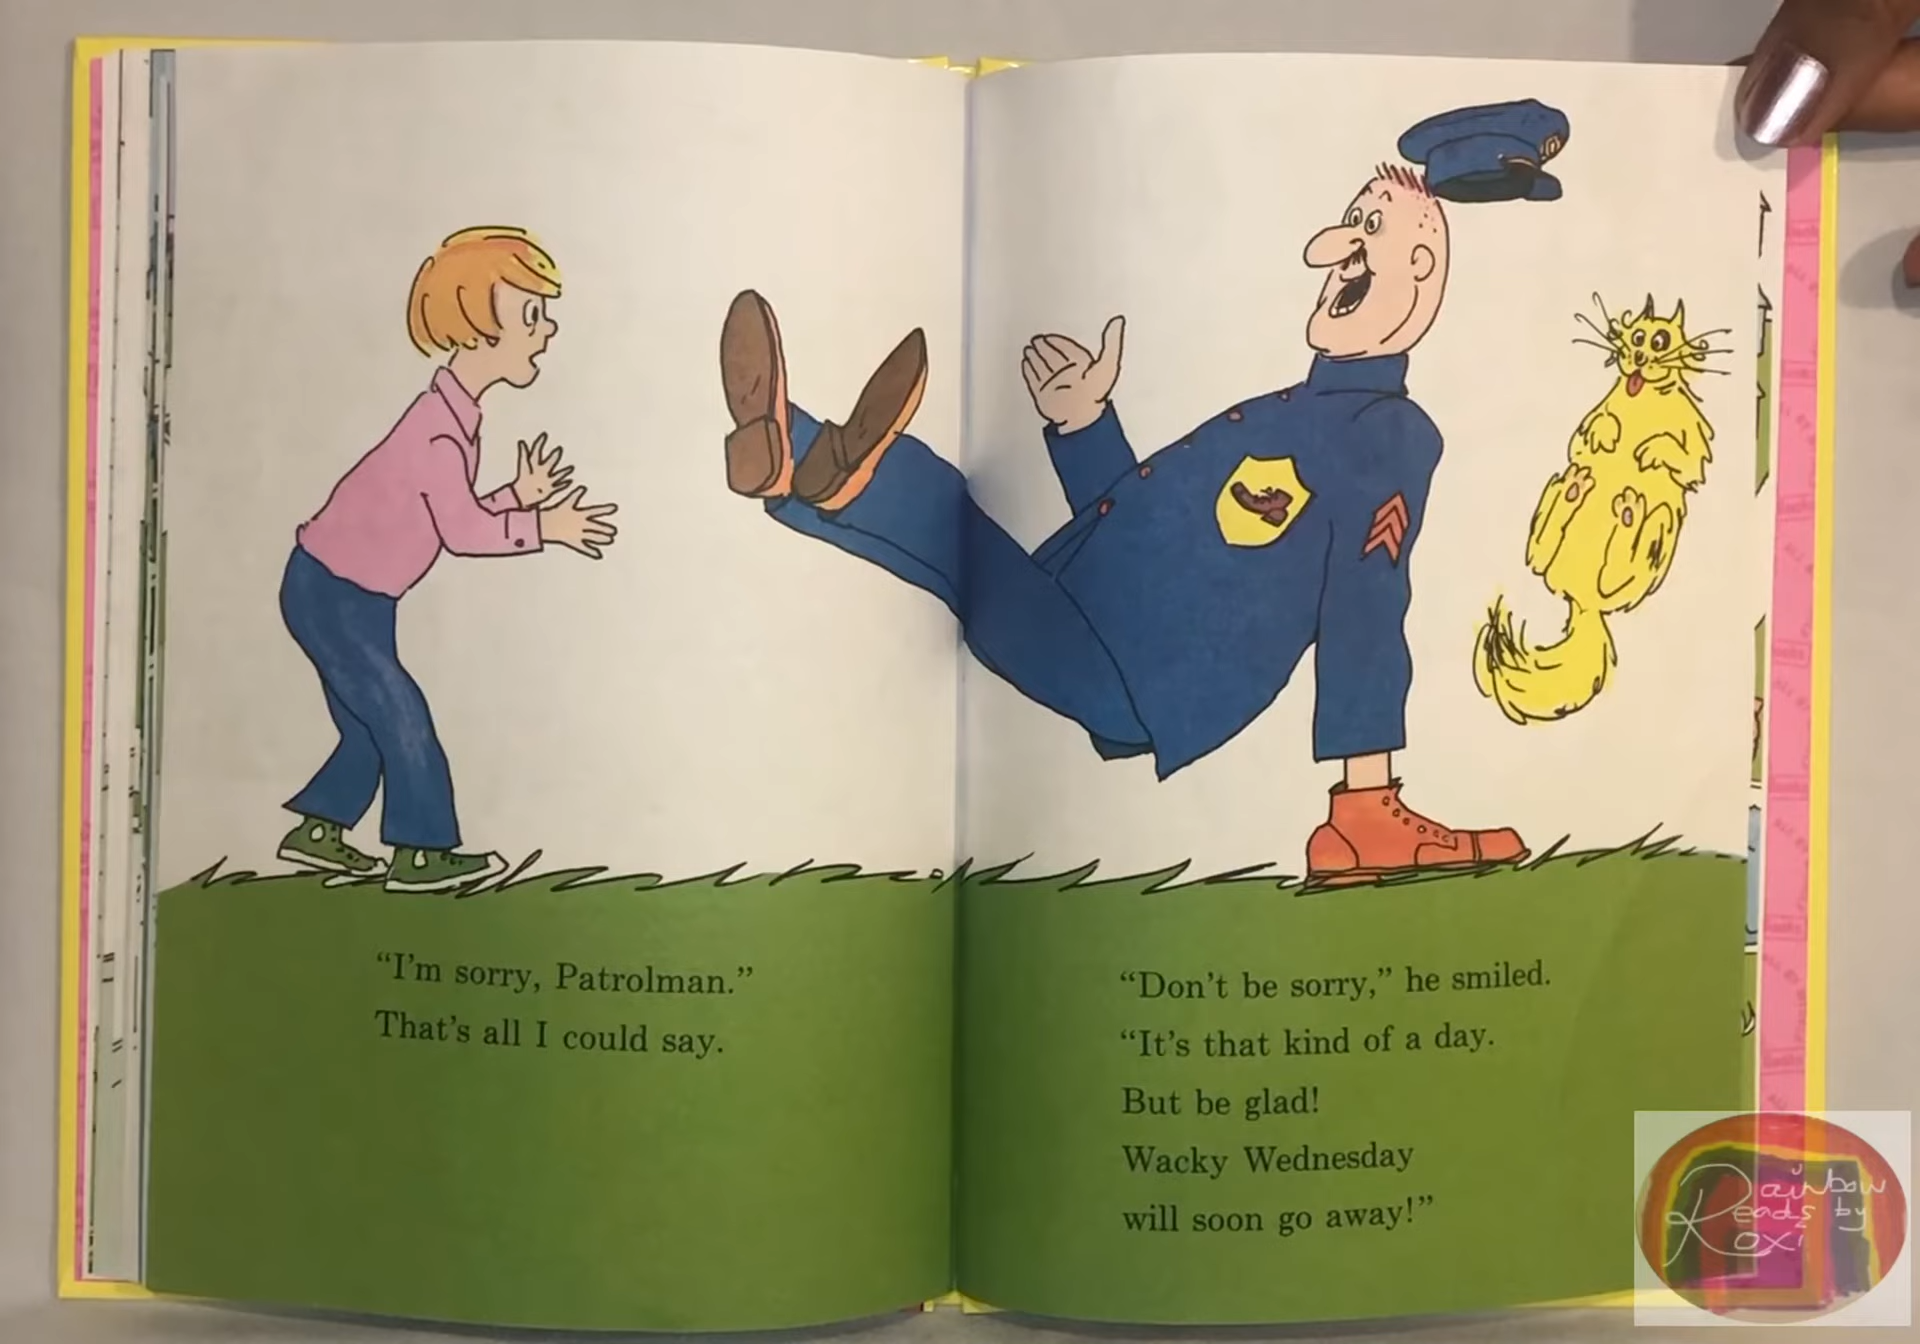 “I'm sorry, Patrolman.”
That's all I could say.
“Don't be sorry,” he smiled.
“It's that kind of a day.
But be glad!
Wacky Wednesday
will soon go away!”
Rainbow
Reads by
Roxi